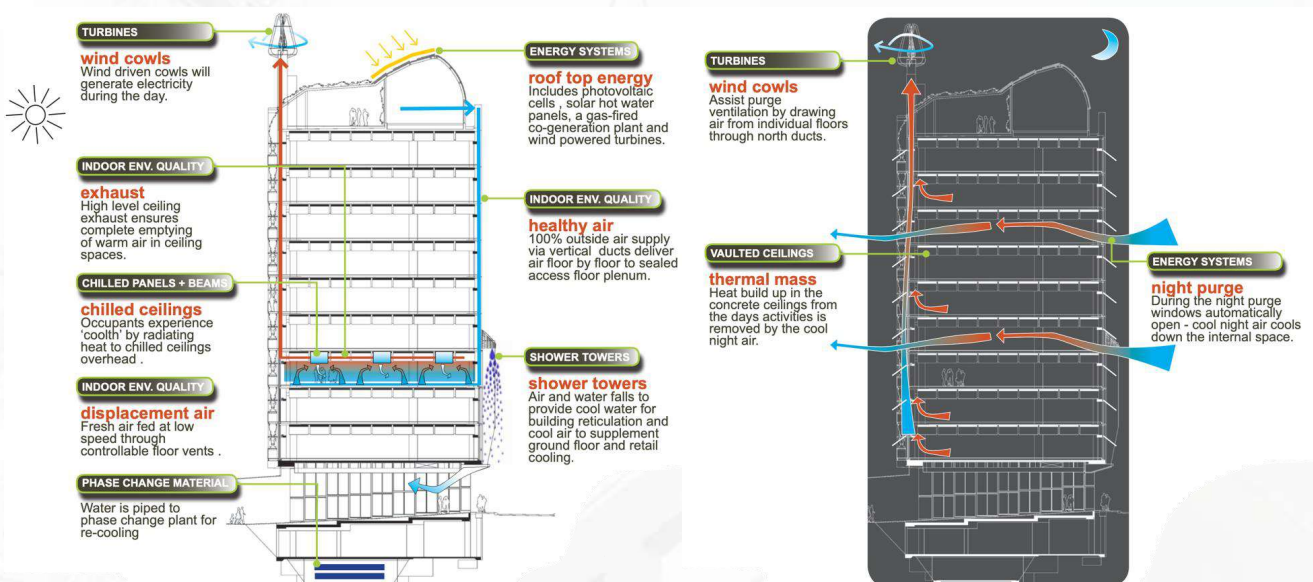 TURBINES
wind cowls
Wind driven cowls will
generate electricity
during the day.
INDOOR ENV. QUALITY
exhaust
High level ceiling
exhaust ensures
complete emptying
of warm air in ceiling
spaces.
CHILLED PANELS + BEAMS
chilled ceilings
Occupants experience
'coolth' by radiating
heat to chilled ceilings
overhead .
INDOOR ENV. QUALITY
displacement air
Fresh air fed at low
speed through
controllable floor vents .
PHASE CHANGE MATERIAL
Water is piped to
phase change plant for
re-cooling
ENERGY SYSTEMS
roof top energy
Includes photovoltaic
cells , solar hot water
panels, a gas-fired
co-generation plant and
wind powered turbines.
INDOOR ENV. QUALITY
healthy air
100% outside air supply
via vertical ducts deliver
air floor by floor to sealed
access floor plenum.
SHOWER TOWERS
shower towers
Air and water falls to
provide cool water for
building reticulation and
cool air to supplement
ground floor and retail
cooling.
TURBINES
wind cowls
Assist purge
ventilation by drawing
air from individual floors
through north ducts.
VAULTED CEILINGS
thermal mass
Heat build up in the
concrete ceilings from
the days activities is
removed by the cool
night air.
ENERGY SYSTEMS
night purge
During the night purge
windows automatically
open - cool night air cools
down the internal space.